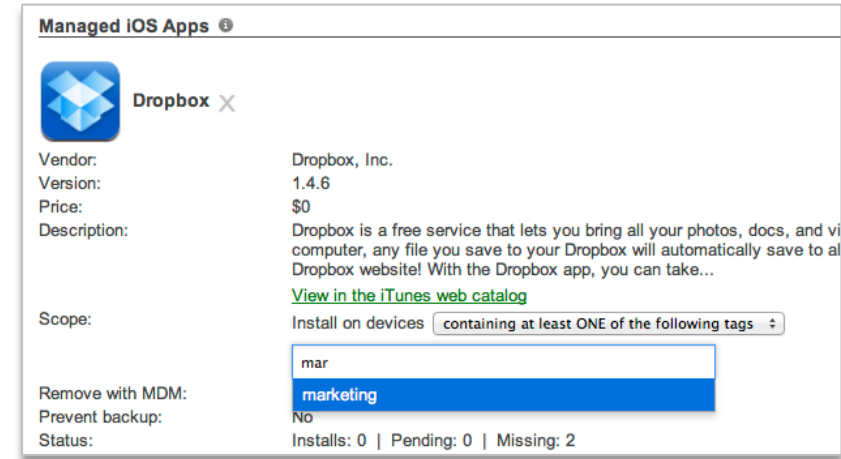 Managed iOS Apps
Dropbox X
Vendor: Dropbox, Inc.
Version: 1.4.6
Price: $0
Description: Dropbox is a free service that lets you bring all your photos, docs, and vi
computer, any file you save to your Dropbox will automatically save to al
Dropbox website! With the Dropbox app, you can take...
View in the iTunes web catalog
Scope: Install on devices containing at least ONE of the following tags
mar
Remove with MDM: marketing
Prevent backup: No
Status: Installs: 0 | Pending: 0 | Missing: 2